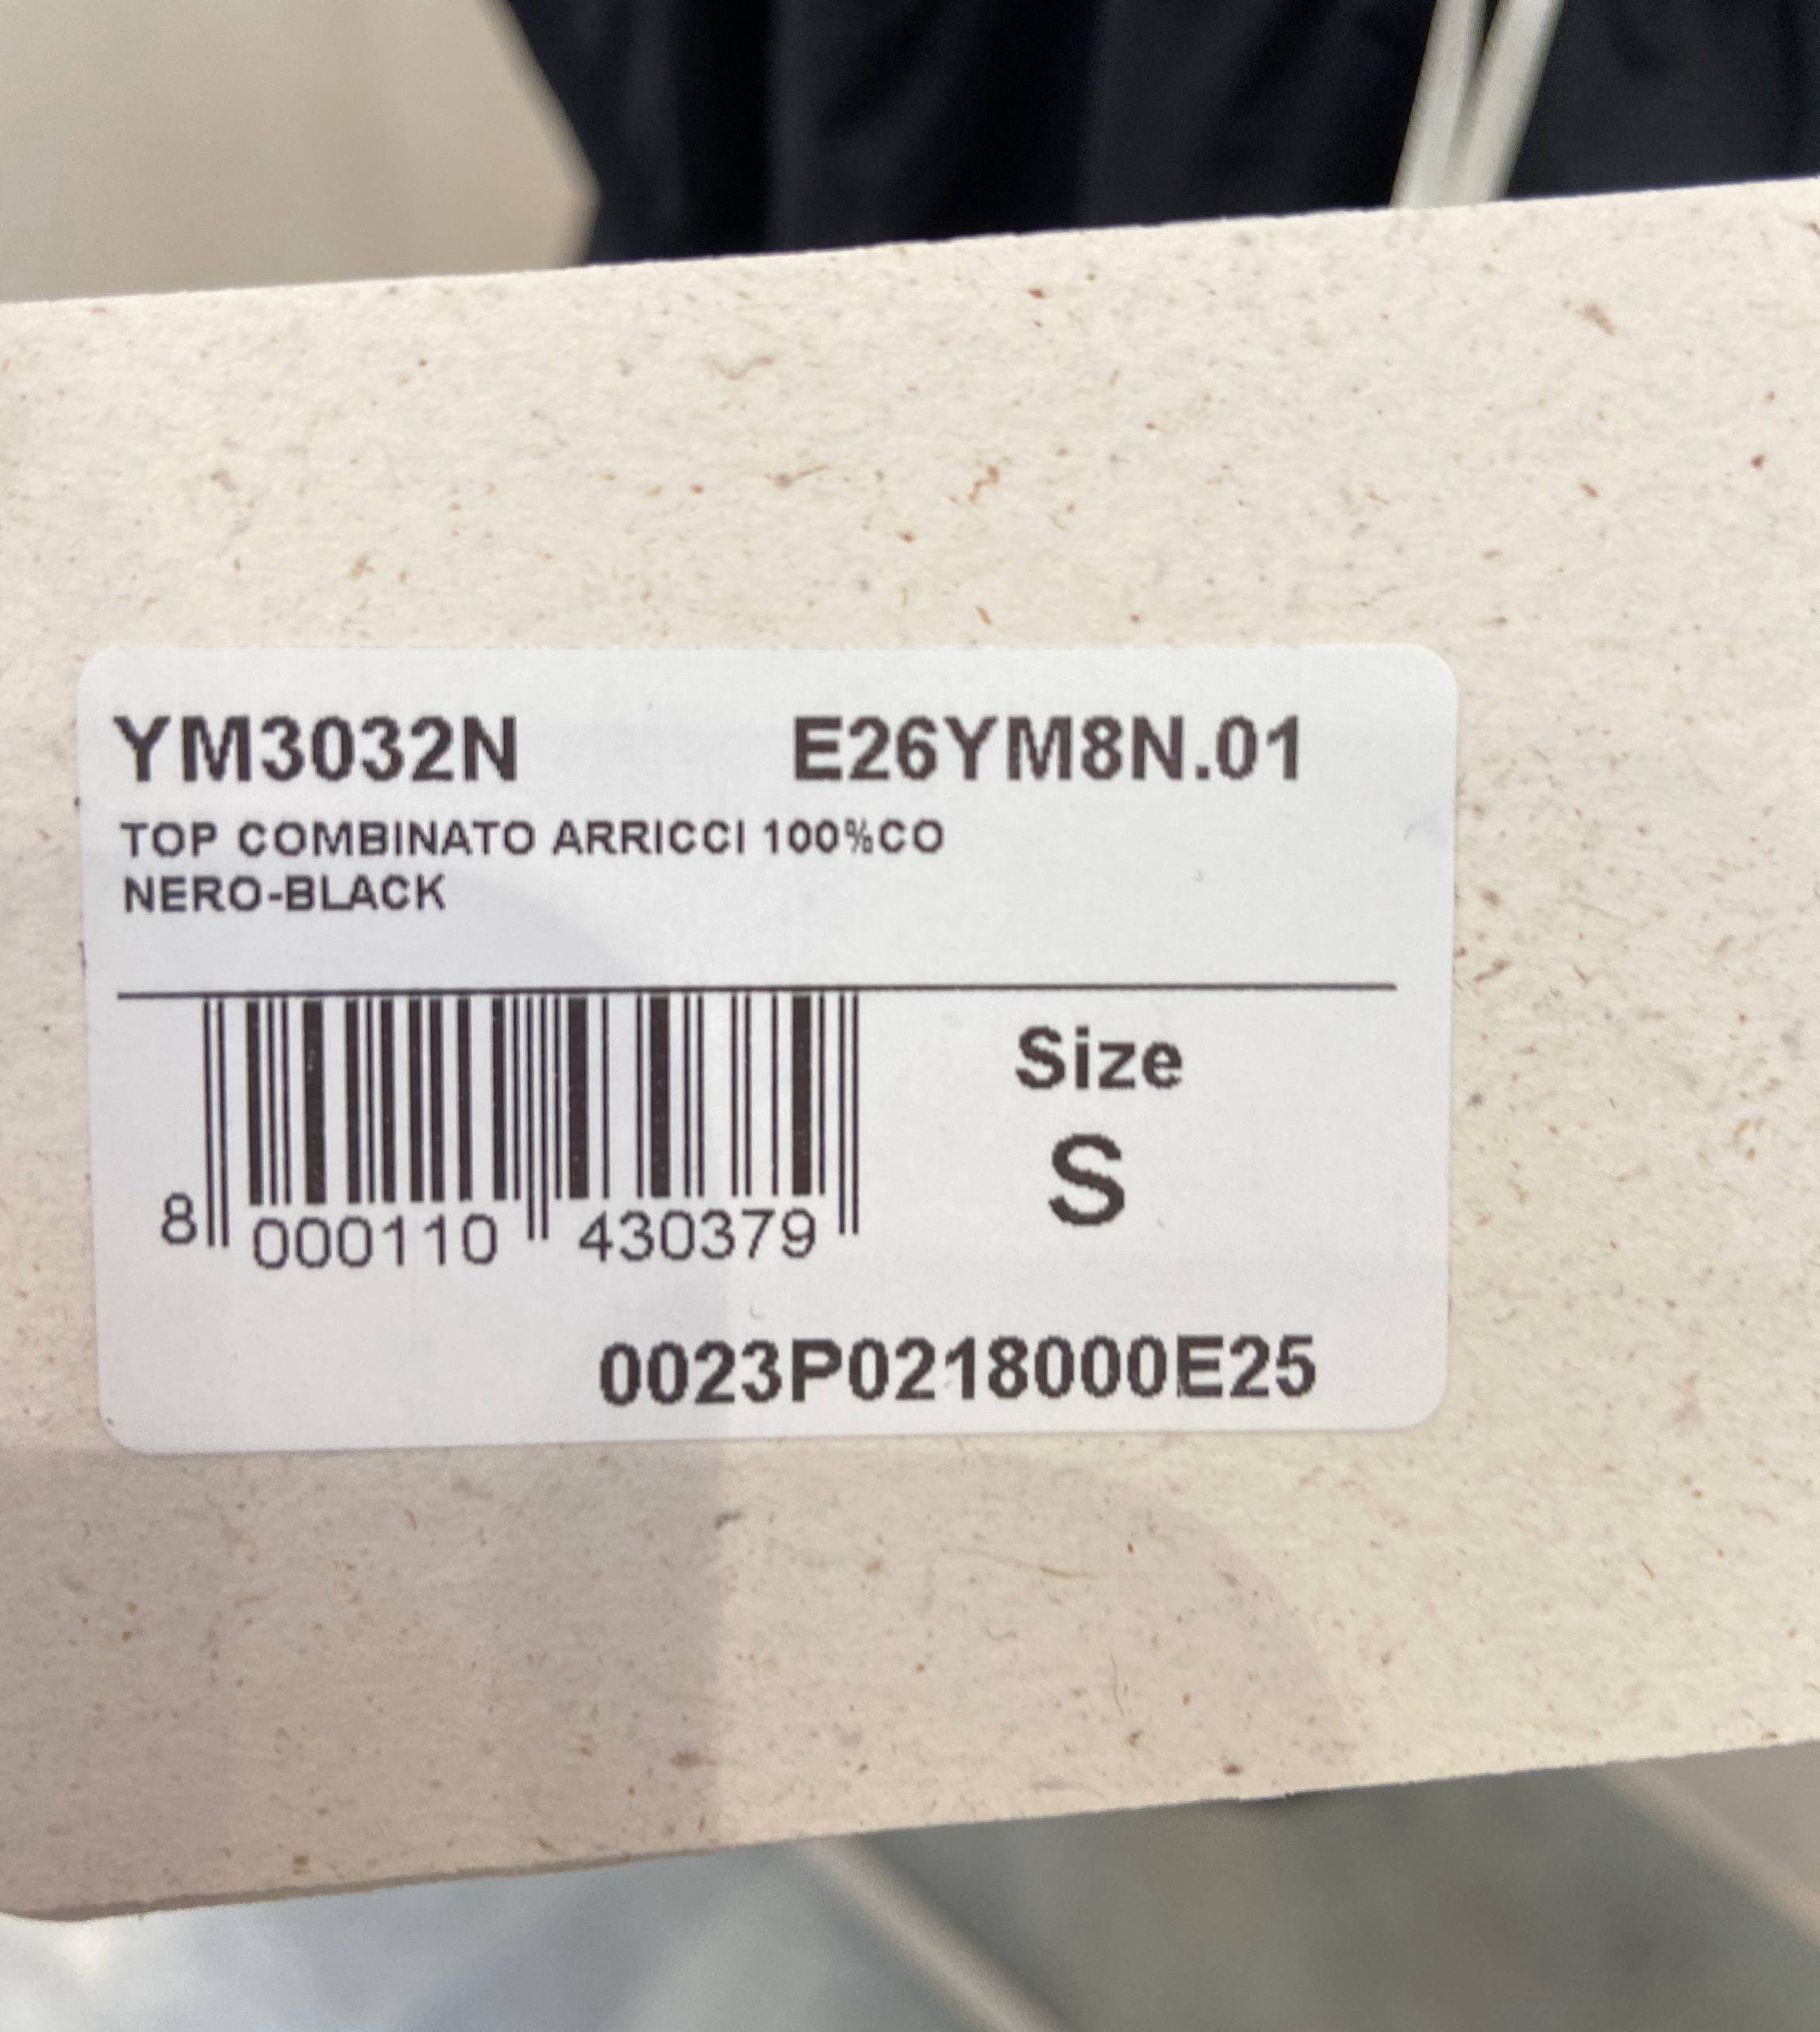 YM3032N E26YM8N.01
TOP COMBINATO ARRICCI 100%CO
NERO-BLACK
Size
S
8 000110 430379
0023P0218000E25